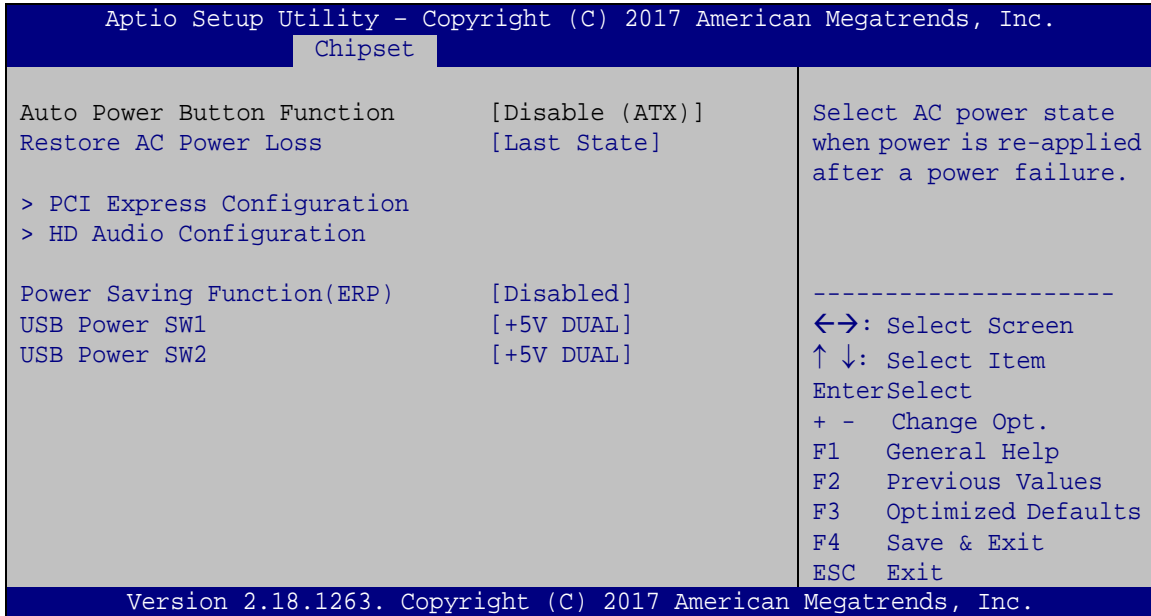 Aptio Setup Utility – Copyright (C) 2017 American Megatrends, Inc.
Chipset
Auto Power Button Function [Disable (ATX)]
Restore AC Power Loss [Last State]
> PCI Express Configuration
> HD Audio Configuration
Power Saving Function(ERP) [Disabled]
USB Power SW1 [+5V DUAL]
USB Power SW2 [+5V DUAL]
Select AC power state
when power is re-applied
after a power failure.
---------------------
←→: Select Screen
↑ ↓: Select Item
EnterSelect
+ - Change Opt.
F1 General Help
F2 Previous Values
F3 Optimized Defaults
F4 Save & Exit
ESC Exit
Version 2.18.1263. Copyright (C) 2017 American Megatrends, Inc.